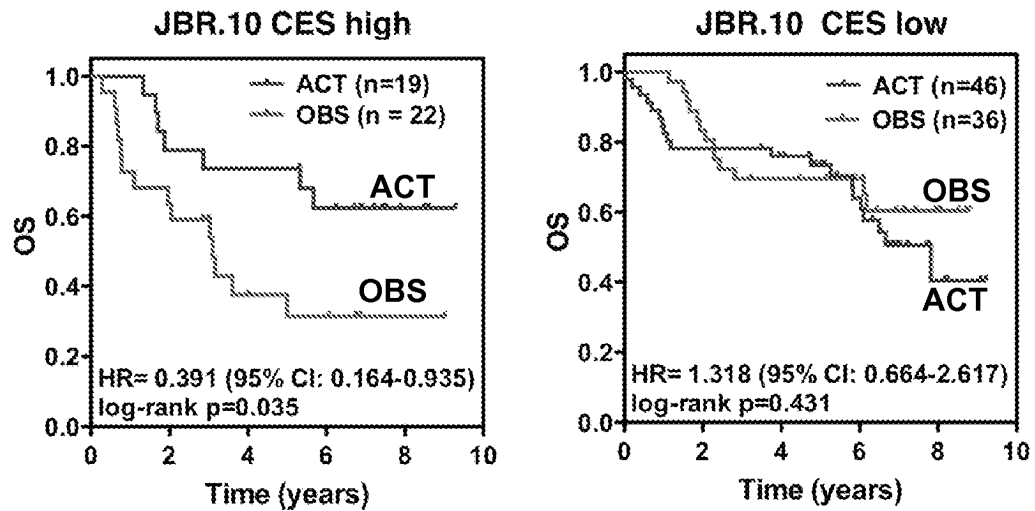 JBR.10 CES high
1.0
0.8
0.6
0.4
0.2
0.0
OS
ACT (n=19)
OBS (n = 22)
ACT
OBS
HR= 0.391 (95% CI: 0.164-0.935)
log-rank p=0.035
0 2 4 6 8 10
Time (years)
JBR.10 CES low
1.0
0.8
0.6
0.4
0.2
0.0
OS
ACT (n=46)
OBS (n=36)
OBS
ACT
HR= 1.318 (95% CI: 0.664-2.617)
log-rank p=0.431
0 2 4 6 8 10
Time (years)